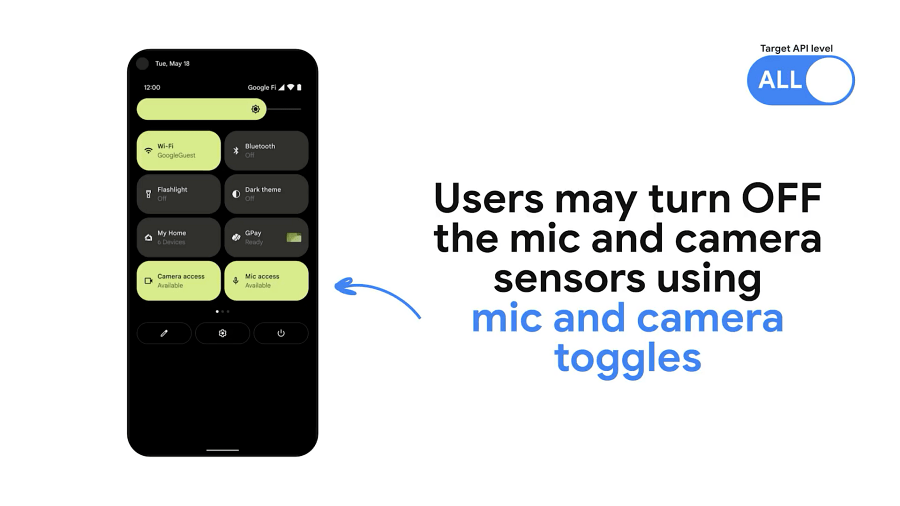 Tue, May 18
12:00
Google Fi
Wi-Fi
GoogleGuest
Bluetooth
Off
Flashlight
Off
Dark theme
Off
My Home
6 Devices
GPay
Ready
Camera access
Available
Mic access
Available
Target API level
ALL
Users may turn OFF
the mic and camera
sensors using
mic and camera
toggles